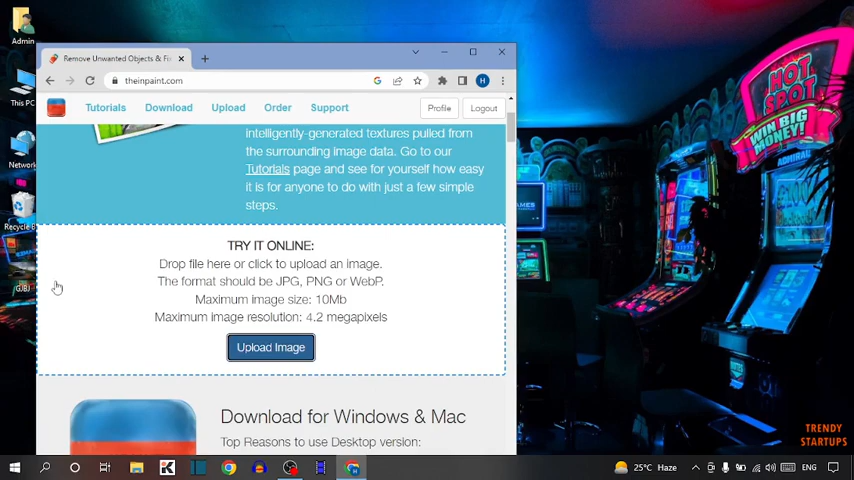 Admin
This PC
Network
Recycle B
Remove Unwanted Objects & Fi
theinpaint.com
H
Tutorials Download Upload Order Support Profile Logout
intelligently-generated textures pulled from
the surrounding image data. Go to our
Tutorials page and see for yourself how easy
it is for anyone to do with just a few simple
steps.
TRY IT ONLINE:
Drop file here or click to upload an image.
The format should be JPG, PNG or WebP.
Maximum image size: 10Mb
Maximum image resolution: 4.2 megapixels
Upload Image
Download for Windows & Mac
Top Reasons to use Desktop version:
HOT
SPOT
WIN BIG
MONEY!
ADMIRAL
TRENDY
STARTUPS
25°C Haze
ENG